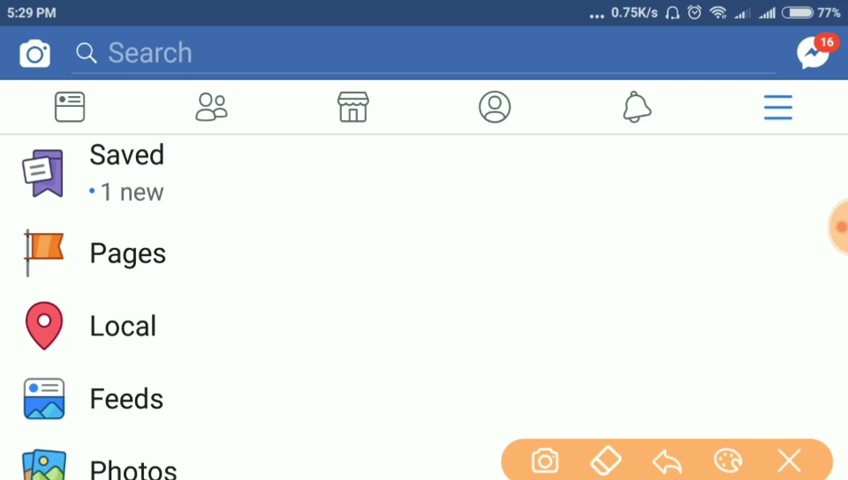 5:29 PM
... 0.75K/s 77%
Search
16
Saved
1 new
Pages
Local
Feeds
Photos